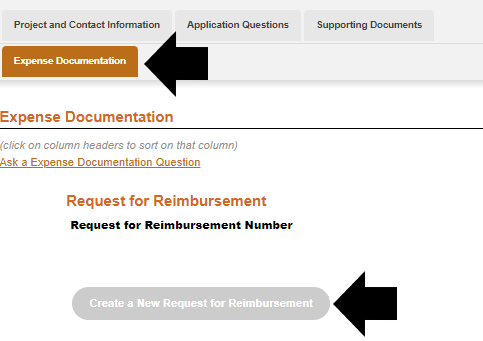 Project and Contact Information
Application Questions
Supporting Documents
Expense Documentation
Expense Documentation
(click on column headers to sort on that column)
Ask a Expense Documentation Question
Request for Reimbursement
Request for Reimbursement Number
Create a New Request for Reimbursement